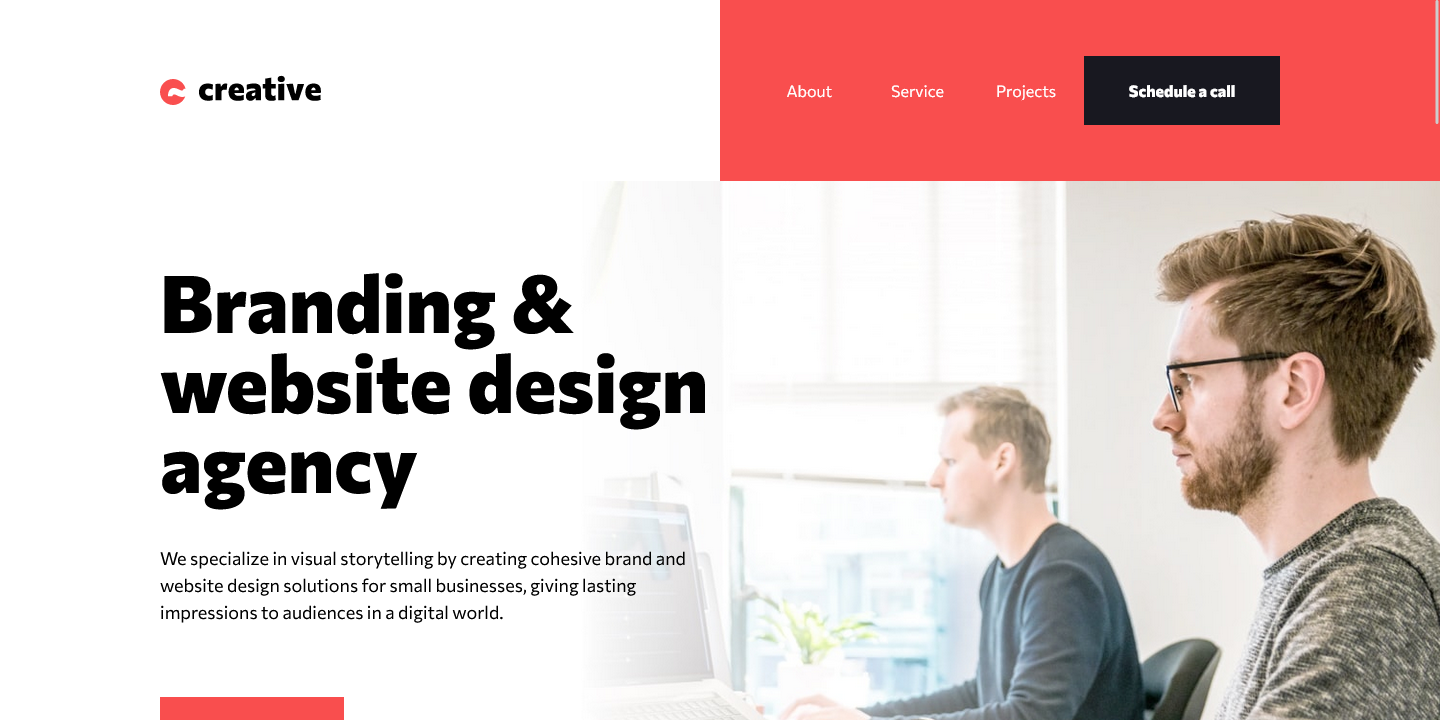 creative
About
Service
Projects
Schedule a call
Branding &
website design
agency
We specialize in visual storytelling by creating cohesive brand and
website design solutions for small businesses, giving lasting
impressions to audiences in a digital world.